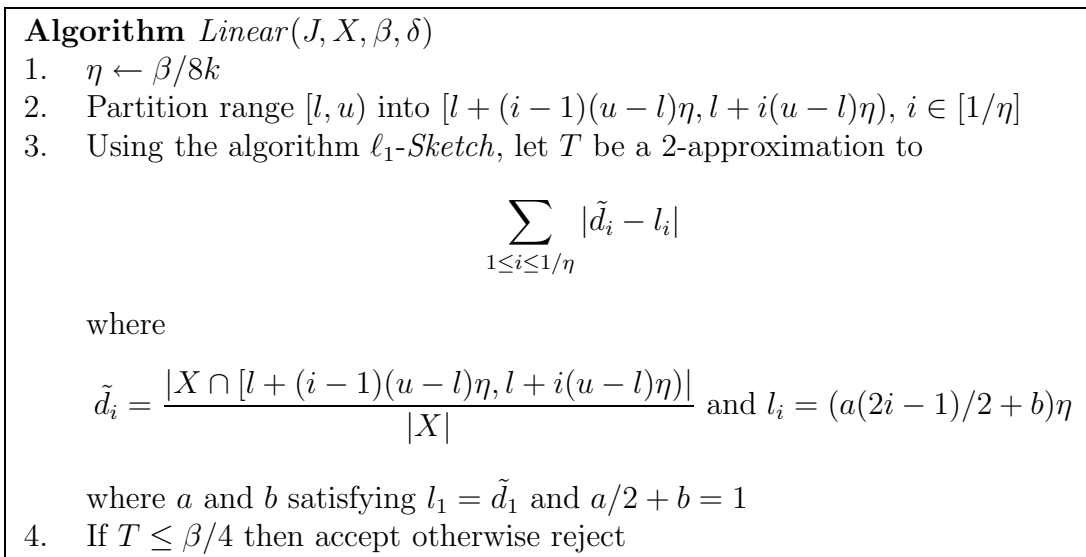 Algorithm Linear(J, X, β, δ)
1. η ← β/8k
2. Partition range [l, u) into [l + (i − 1)(u − l)η, l + i(u − l)η), i ∈ [1/η]
3. Using the algorithm ℓ₁-Sketch, let T be a 2-approximation to
∑_{1≤i≤1/η} |d̃_i − l_i|
where
d̃_i = |X ∩ [l + (i − 1)(u − l)η, l + i(u − l)η)| / |X| and l_i = (a(2i − 1)/2 + b)η
where a and b satisfying l₁ = d̃₁ and a/2 + b = 1
4. If T ≤ β/4 then accept otherwise reject